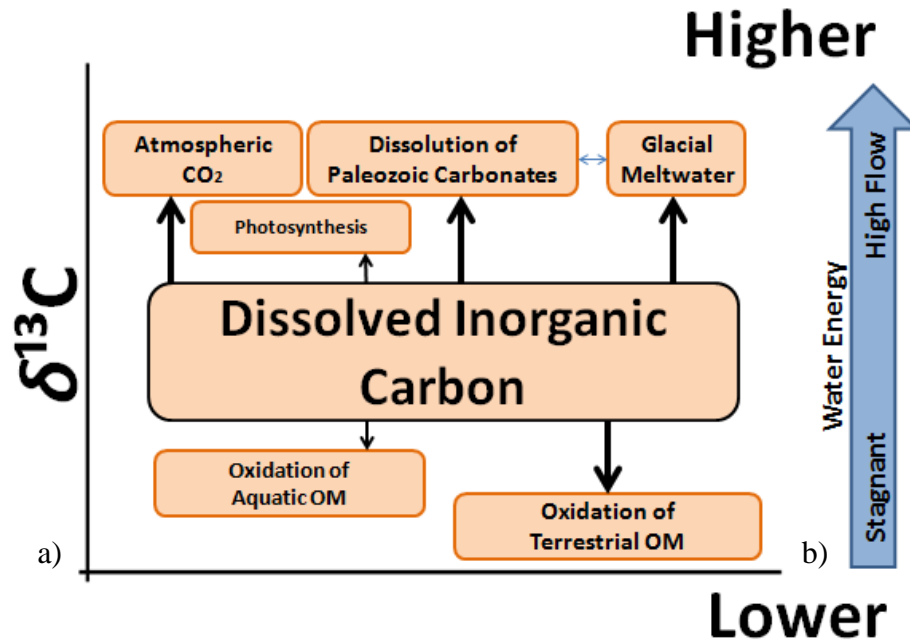 Higher
Atmospheric
CO₂
Dissolution of
Paleozoic Carbonates
Glacial
Meltwater
Photosynthesis
δ¹³C
Dissolved Inorganic
Carbon
Oxidation of
Aquatic OM
Oxidation of
Terrestrial OM
a)
b)
Water Energy
High Flow
Stagnant
Lower